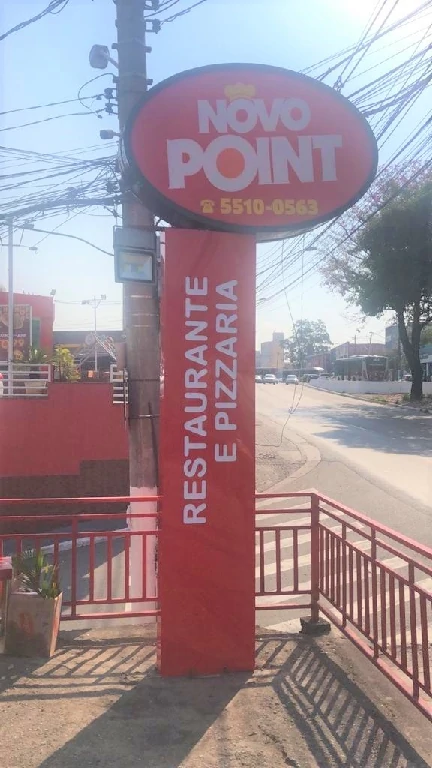 NOVO
POINT
5510-0563
RESTAURANTE
E PIZZARIA